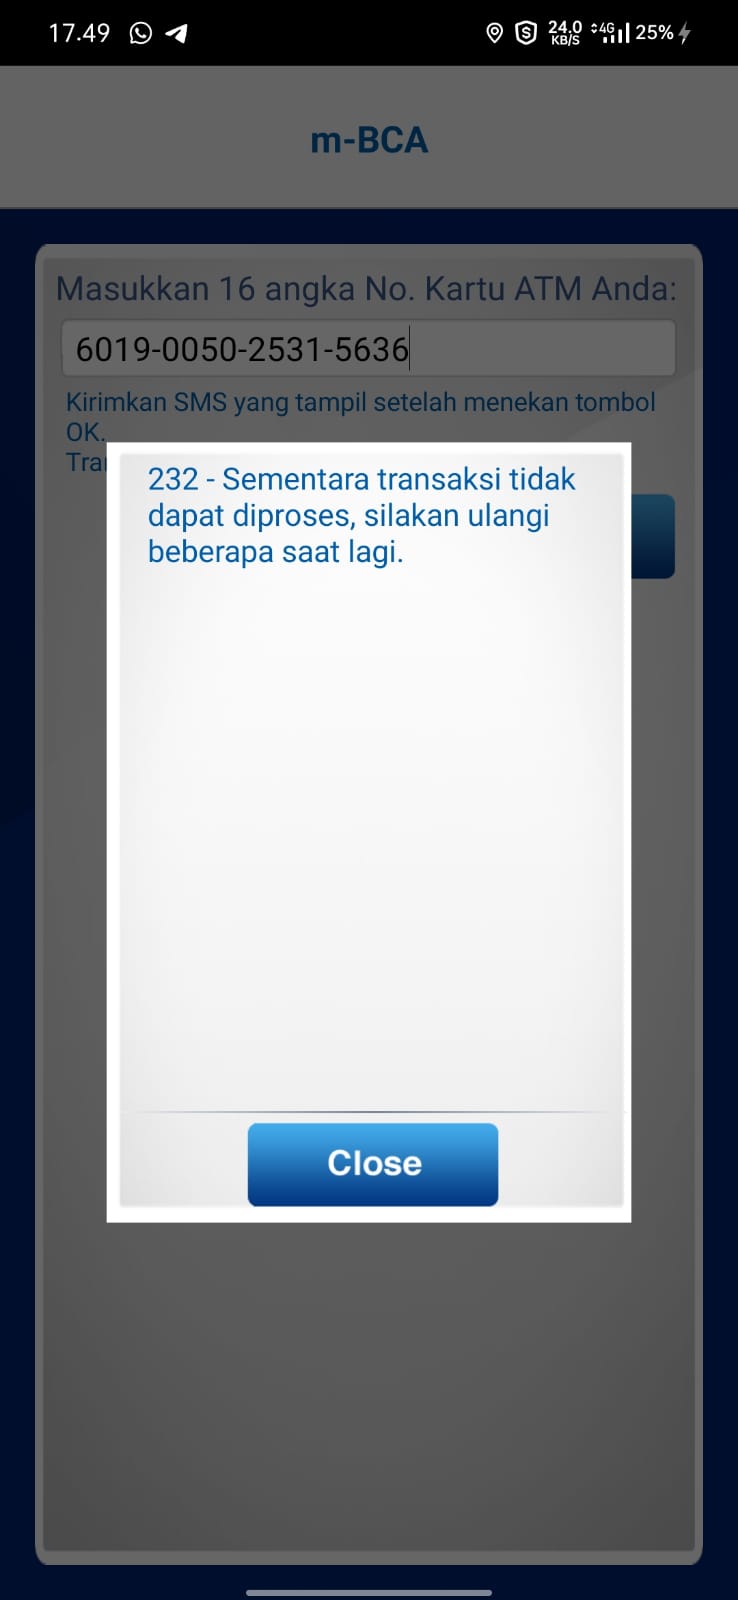 17.49
24.0
KB/S
4G
25%
m-BCA
Masukkan 16 angka No. Kartu ATM Anda:
6019-0050-2531-5636
Kirimkan SMS yang tampil setelah menekan tombol
OK.
232 - Sementara transaksi tidak
dapat diproses, silakan ulangi
beberapa saat lagi.
Close